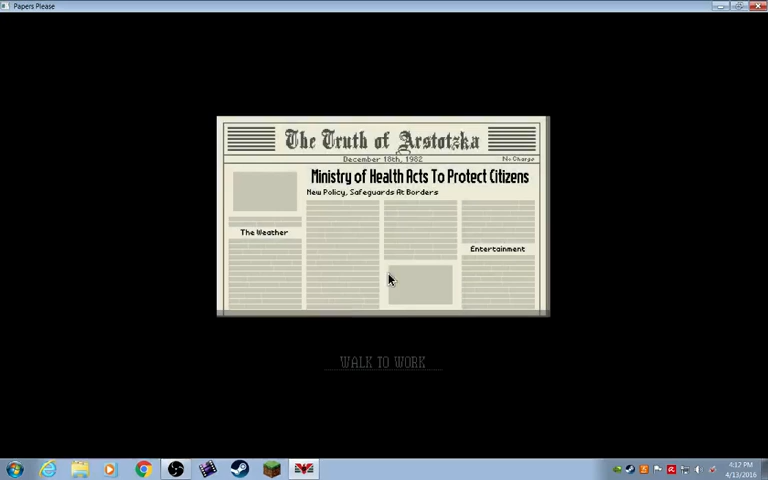 Papers Please
The Truth of Arstotzka
December 18th, 1982
No Charge
Ministry of Health Acts To Protect Citizens
New Policy, Safeguards At Borders
The Weather
Entertainment
WALK TO WORK
4:12 PM
4/13/2016